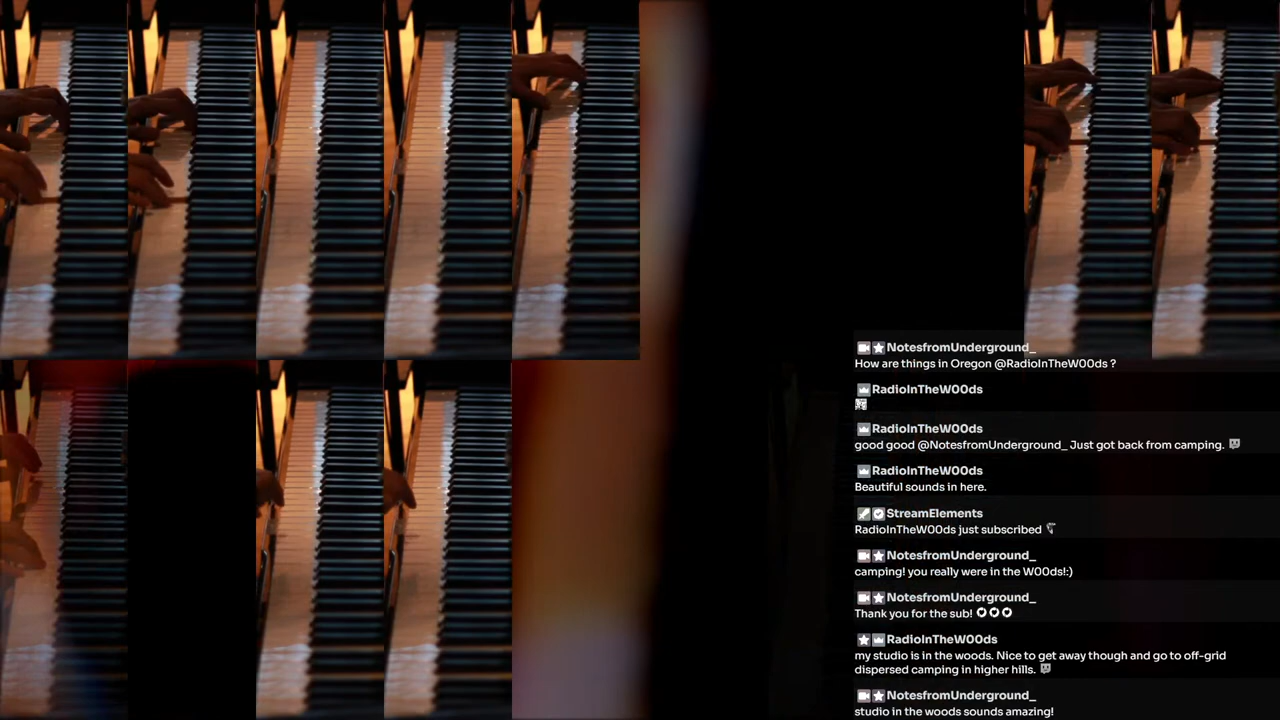 NotesfromUnderground_
How are things in Oregon @RadioInTheW00ds ?
RadioInTheW00ds
RadioInTheW00ds
good good @NotesfromUnderground_ Just got back from camping.
RadioInTheW00ds
Beautiful sounds in here.
StreamElements
RadioInTheW00ds just subscribed
NotesfromUnderground_
camping! you really were in the W00ds!:)
NotesfromUnderground_
Thank you for the sub!
RadioInTheW00ds
my studio is in the woods. Nice to get away though and go to off-grid
dispersed camping in higher hills.
NotesfromUnderground_
studio in the woods sounds amazing!